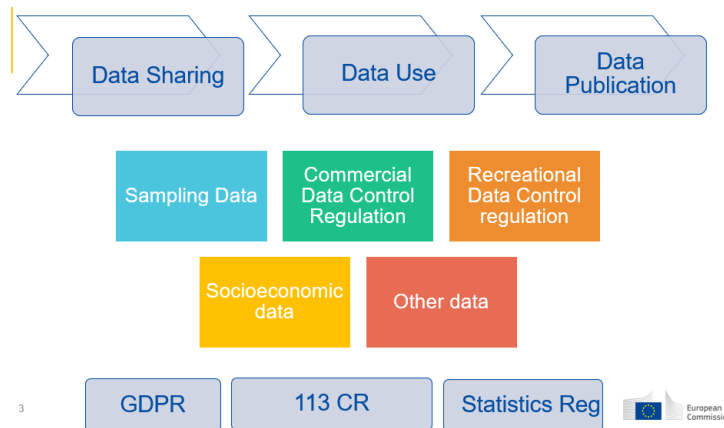 Data Sharing
Data Use
Data
Publication
Sampling Data
Commercial
Data Control
Regulation
Recreational
Data Control
regulation
Socioeconomic
data
Other data
3
GDPR
113 CR
Statistics Reg
European
Commissi